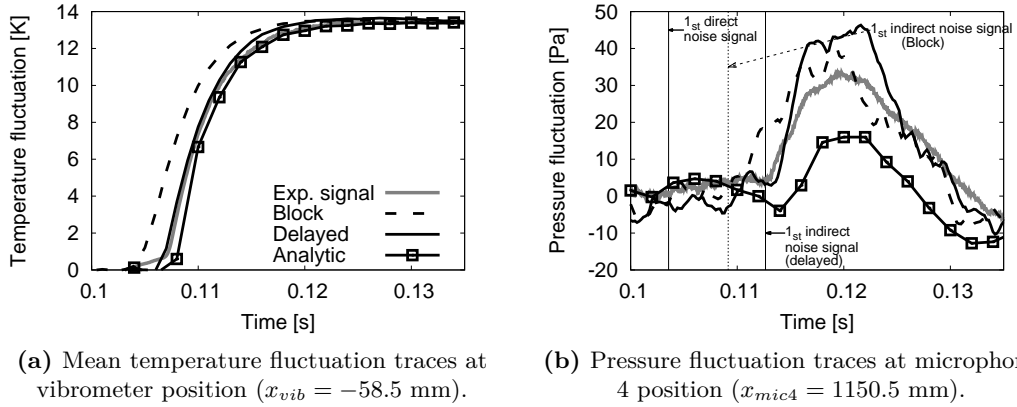 Temperature fluctuation [K]
14
12
10
8
6
4
2
0
0.1
0.11
0.12
0.13
Time [s]
Exp. signal
Block
Delayed
Analytic
Pressure fluctuation [Pa]
50
40
30
20
10
0
-10
-20
0.1
0.11
0.12
0.13
Time [s]
1st direct
noise signal
1st indirect noise signal
(Block)
1st indirect
noise signal
(delayed)
(a) Mean temperature fluctuation traces at
vibrometer position (xvib = −58.5 mm).
(b) Pressure fluctuation traces at microphon
4 position (xmic4 = 1150.5 mm).